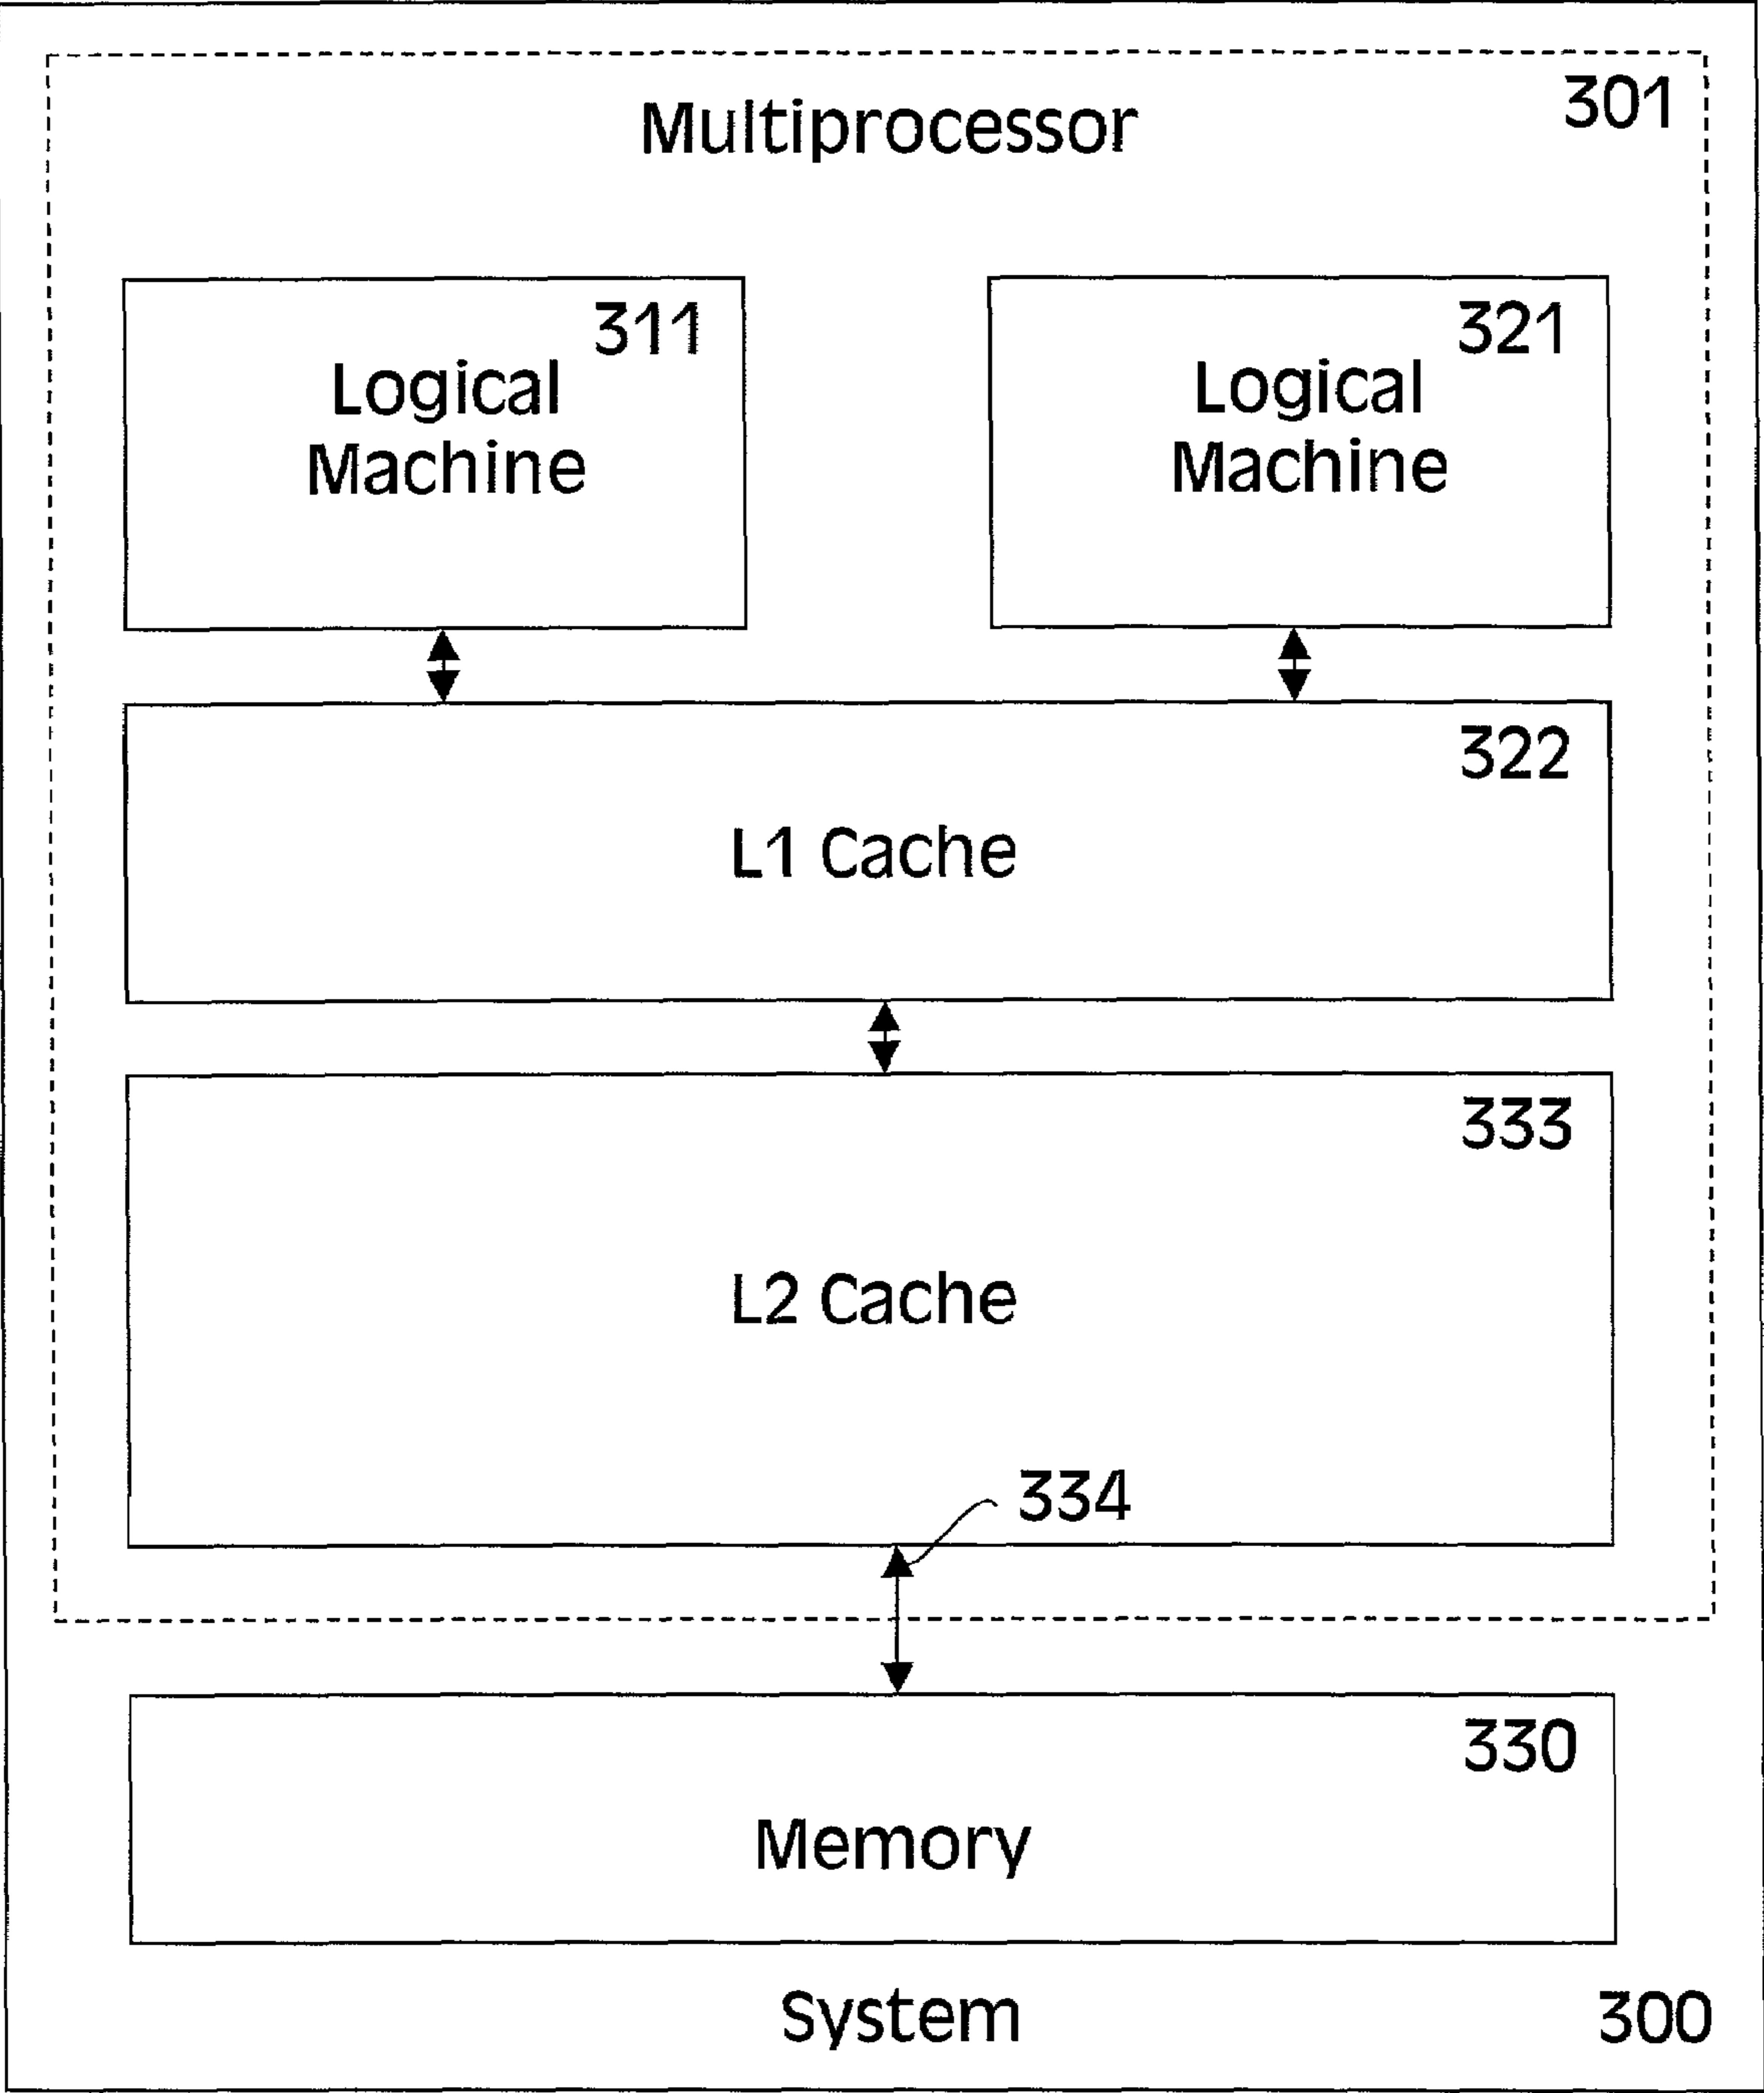 301
Multiprocessor
311
Logical
Machine
321
Logical
Machine
322
L1 Cache
333
L2 Cache
334
330
Memory
System
300